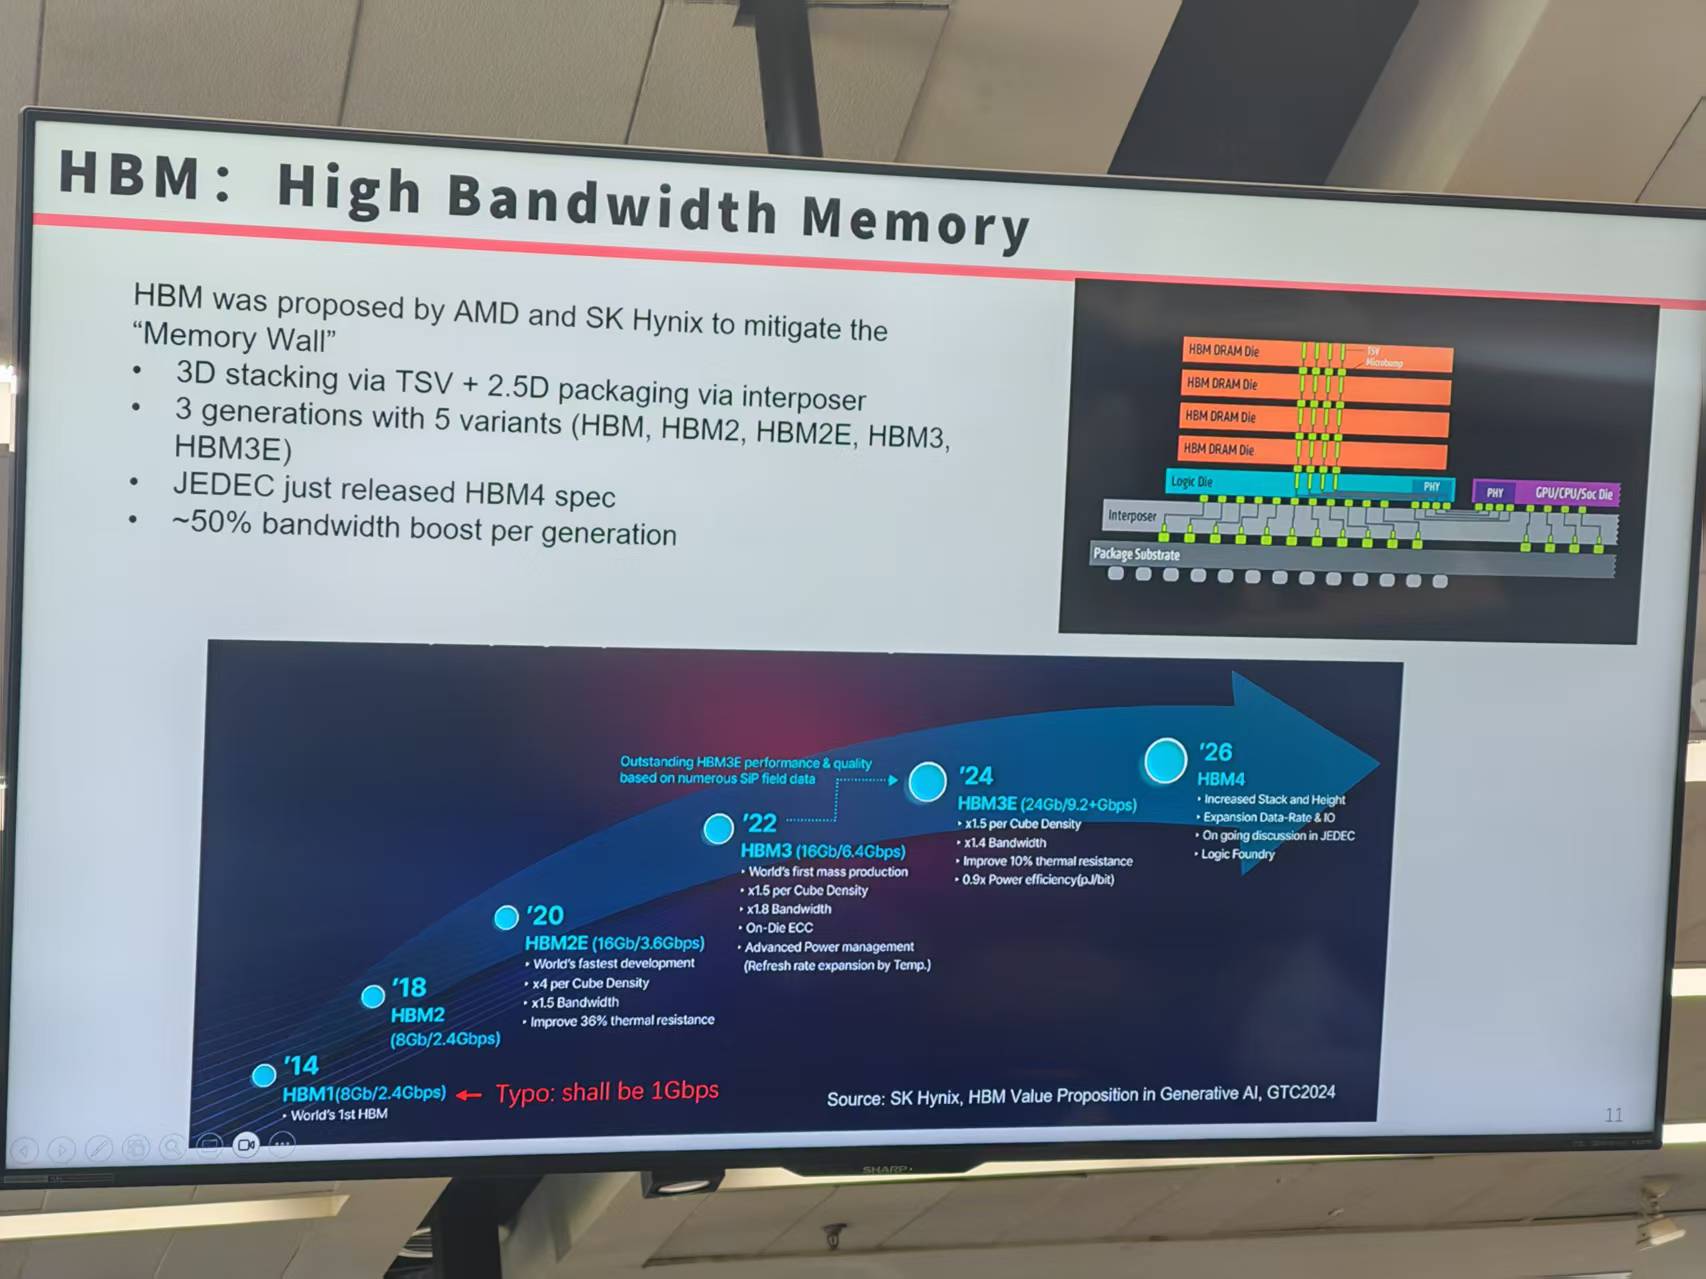 HBM： High Bandwidth Memory
HBM was proposed by AMD and SK Hynix to mitigate the
“Memory Wall”
• 3D stacking via TSV + 2.5D packaging via interposer
• 3 generations with 5 variants (HBM, HBM2, HBM2E, HBM3,
HBM3E)
• JEDEC just released HBM4 spec
• ~50% bandwidth boost per generation
HBM DRAM Die
TSV
Microbump
HBM DRAM Die
HBM DRAM Die
HBM DRAM Die
Logic Die
PHY
PHY
GPU/CPU/Soc Die
Interposer
Package Substrate
Outstanding HBM3E performance & quality
based on numerous SiP field data
'14
HBM1(8Gb/2.4Gbps)
• World's 1st HBM
← Typo: shall be 1Gbps
'18
HBM2
(8Gb/2.4Gbps)
'20
HBM2E (16Gb/3.6Gbps)
• World's fastest development
• x4 per Cube Density
• x1.5 Bandwidth
• Improve 36% thermal resistance
'22
HBM3 (16Gb/6.4Gbps)
• World's first mass production
• x1.5 per Cube Density
• x1.8 Bandwidth
• On-Die ECC
• Advanced Power management
(Refresh rate expansion by Temp.)
'24
HBM3E (24Gb/9.2+Gbps)
• x1.5 per Cube Density
• x1.4 Bandwidth
• Improve 10% thermal resistance
• 0.9x Power efficiency(pJ/bit)
'26
HBM4
• Increased Stack and Height
• Expansion Data-Rate & IO
• On going discussion in JEDEC
• Logic Foundry
Source: SK Hynix, HBM Value Proposition in Generative AI, GTC2024
11
SHARP